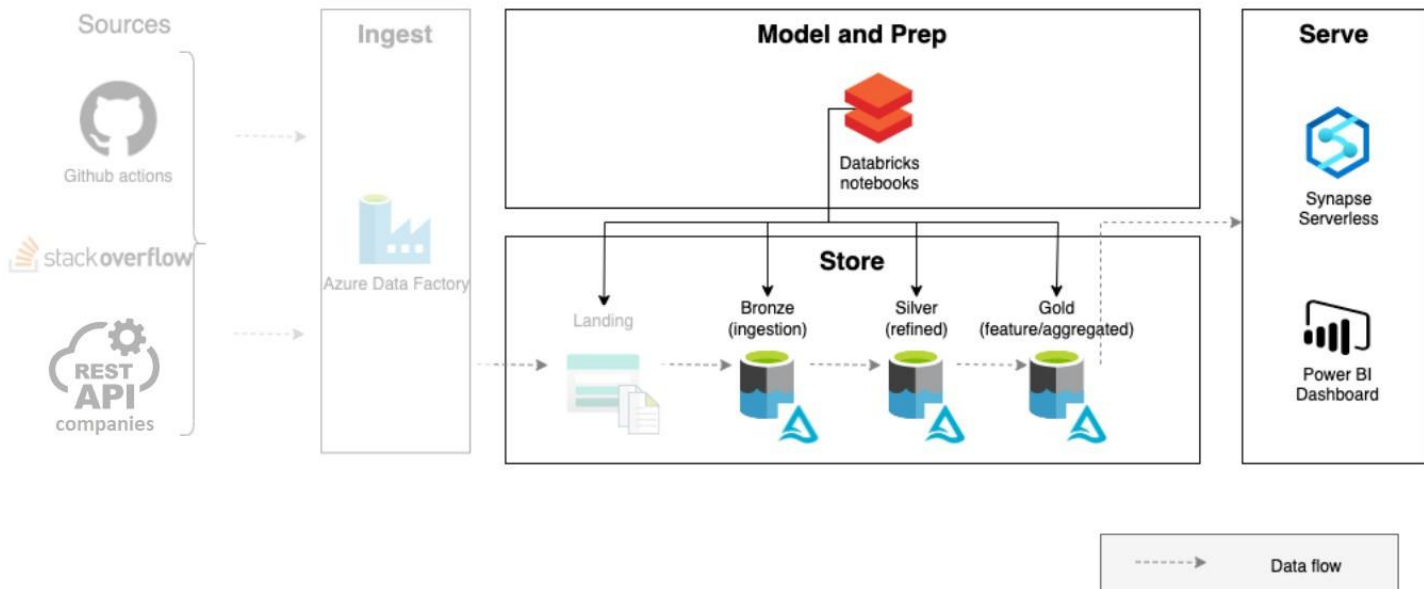 Sources
Github actions
stackoverflow
REST
API
companies
Ingest
Azure Data Factory
Model and Prep
Databricks
notebooks
Store
Landing
Bronze
(ingestion)
Silver
(refined)
Gold
(feature/aggregated)
Serve
Synapse
Serverless
Power BI
Dashboard
Data flow